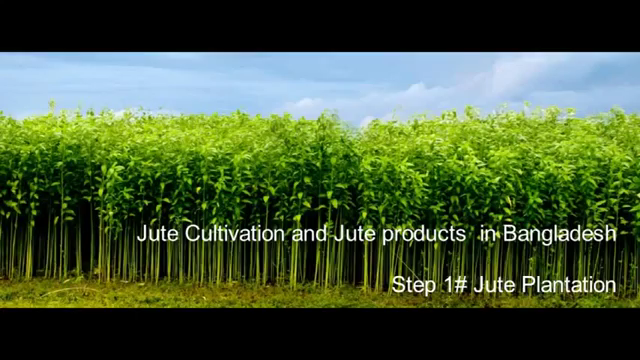 Jute Cultivation and Jute products  in Bangladesh
Step 1# Jute Plantation